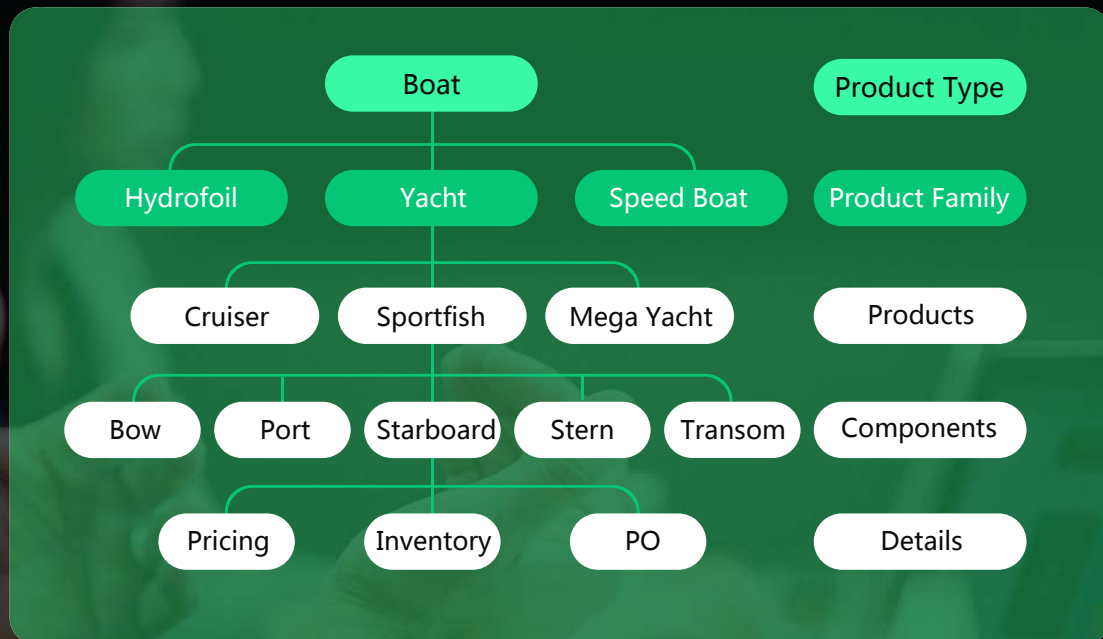 Boat
Product Type
Hydrofoil
Yacht
Speed Boat
Product Family
Cruiser
Sportfish
Mega Yacht
Products
Bow
Port
Starboard
Stern
Transom
Components
Pricing
Inventory
PO
Details